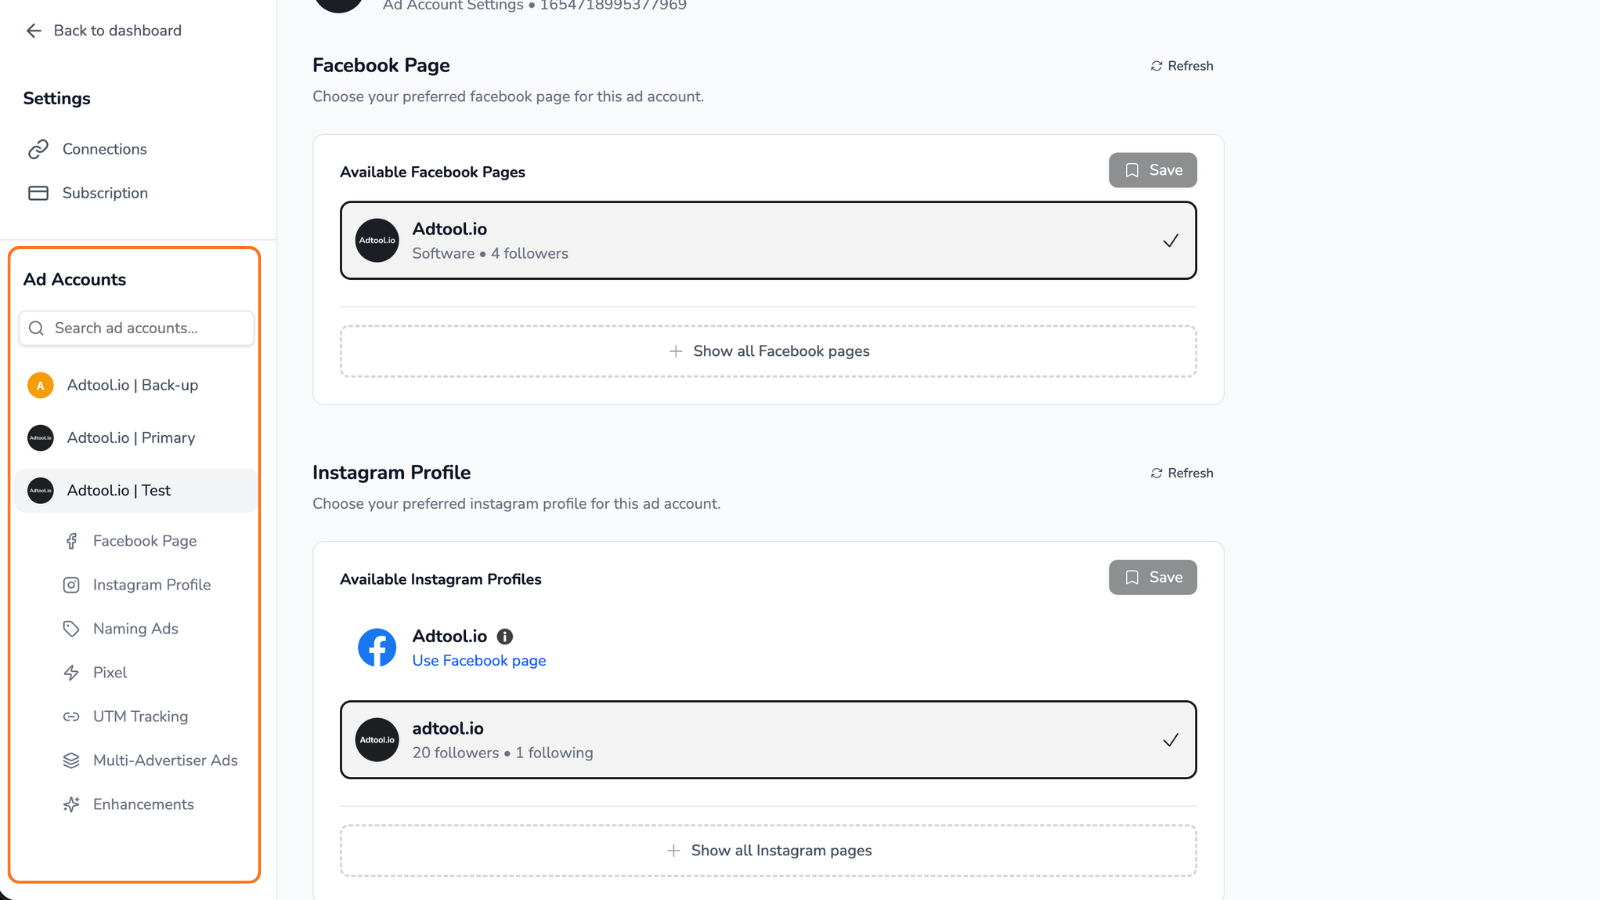 Back to dashboard
Settings
Connections
Subscription
Ad Accounts
Search ad accounts...
A
Adtool.io | Back-up
Adtool.io
Adtool.io | Primary
Adtool.io
Adtool.io | Test
Facebook Page
Instagram Profile
Naming Ads
Pixel
UTM Tracking
Multi-Advertiser Ads
Enhancements
Ad Account Settings • 1654718995377969
Facebook Page
Refresh
Choose your preferred facebook page for this ad account.
Available Facebook Pages
Save
Adtool.io
Adtool.io
Software • 4 followers
Show all Facebook pages
Instagram Profile
Refresh
Choose your preferred instagram profile for this ad account.
Available Instagram Profiles
Save
Adtool.io
Use Facebook page
Adtool.io
adtool.io
20 followers • 1 following
Show all Instagram pages